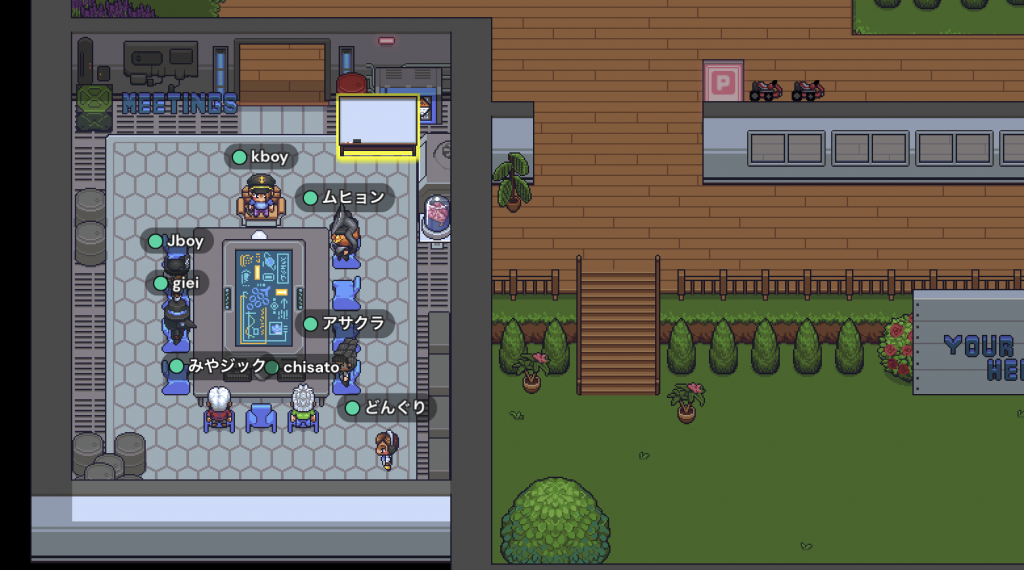 MEETINGS
P
kboy
ムヒョン
Jboy
giei
アサクラ
みやジック
chisato
どんぐり
YOUR
HE